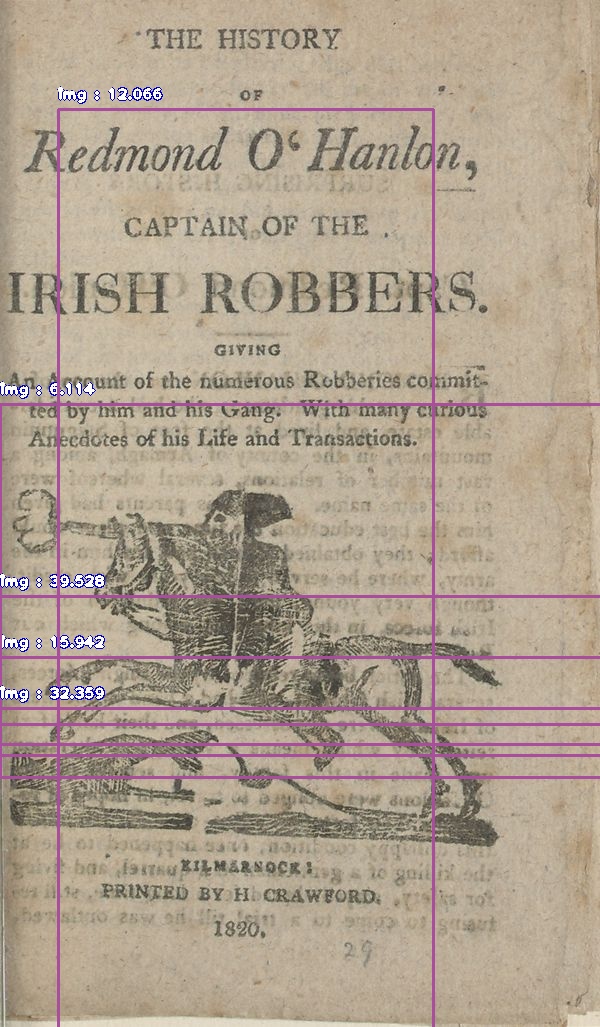 THE HISTORY
OF
Redmond O'Hanlon,
CAPTAIN OF THE
IRISH ROBBERS.
GIVING
An Account of the numerous Robberies commit-
ted by him and his Gang. With many curious
Anecdotes of his Life and Transactions.
KILMARNOCK:
PRINTED BY H. CRAWFORD.
1820.
29
Img : 12.066
Img : 6.114
Img : 39.528
Img : 15.942
Img : 32.359